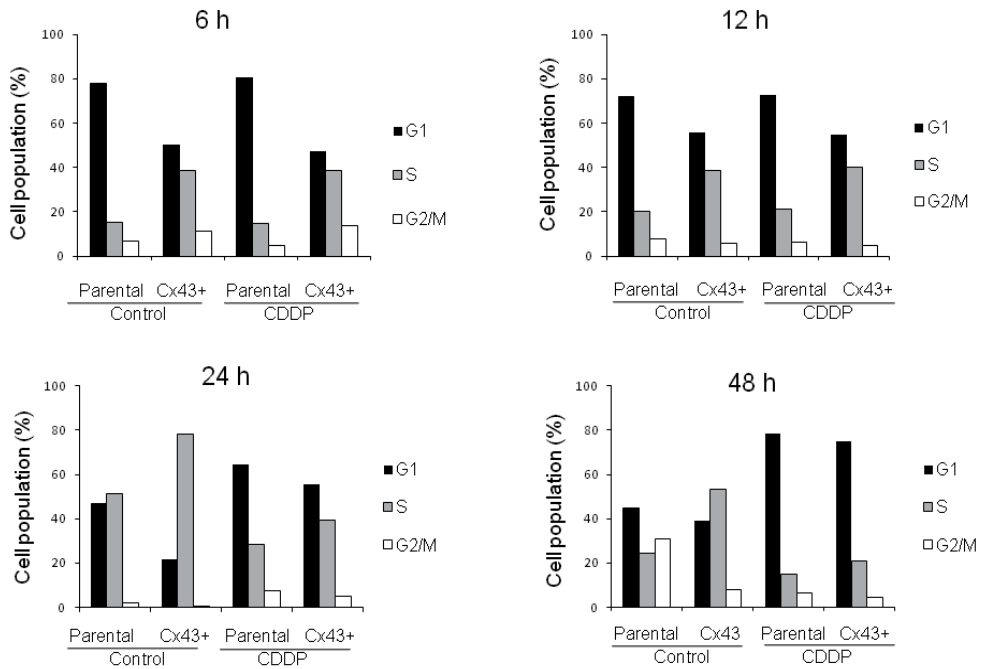 6 h
Cell population (%)
100
80
60
40
20
0
G1
S
G2/M
Parental Cx43+ Parental Cx43+
Control CDDP
12 h
Cell population (%)
100
80
60
40
20
0
G1
S
G2/M
Parental Cx43+ Parental Cx43+
Control CDDP
24 h
Cell population (%)
100
80
60
40
20
0
G1
S
G2/M
Parental Cx43+ Parental Cx43+
Control CDDP
48 h
Cell population (%)
100
80
60
40
20
0
G1
S
G2/M
Parental Cx43 Parental Cx43+
Control CDDP